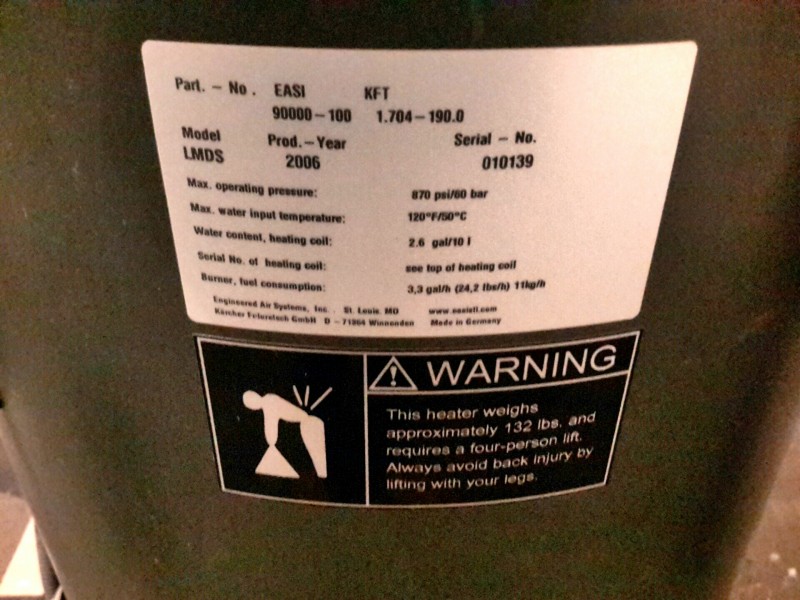 Part. - No. EASI KFT
90000-100 1.704-190.0
Model Prod.-Year Serial - No.
LMDS 2006 010139
Max. operating pressure: 870 psi/60 bar
Max. water input temperature: 120°F/50°C
Water content, heating coil: 2.6 gal/10 l
Serial No. of heating coil: see top of heating coil
Burner, fuel consumption: 3,3 gal/h (24,2 lbs/h) 11kg/h
Engineered Air Systems, Inc. St. Louis, MO
Kärcher Futuretech GmbH D - 71364 Winnenden Made in Germany
WARNING
This heater weighs
approximately 132 lbs. and
requires a four-person lift.
Always avoid back injury by
lifting with your legs.